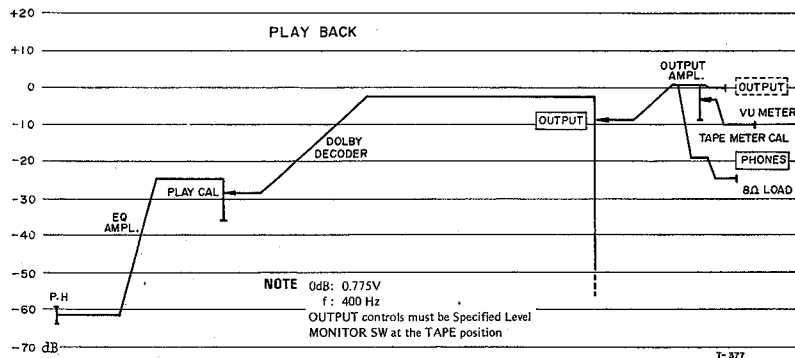 +20
PLAY BACK
+10
OUTPUT
AMPL.
0
OUTPUT
VU METER
-10
OUTPUT
TAPE METER CAL
DOLBY
DECODER
-20
PHONES
PLAY CAL
8Ω LOAD
-30
EQ
AMPL.
-40
-50
NOTE 0dB: 0.775V
P.H
f: 400 Hz
-60
OUTPUT controls must be Specified Level
MONITOR SW at the TAPE position
-70 dB
T-377